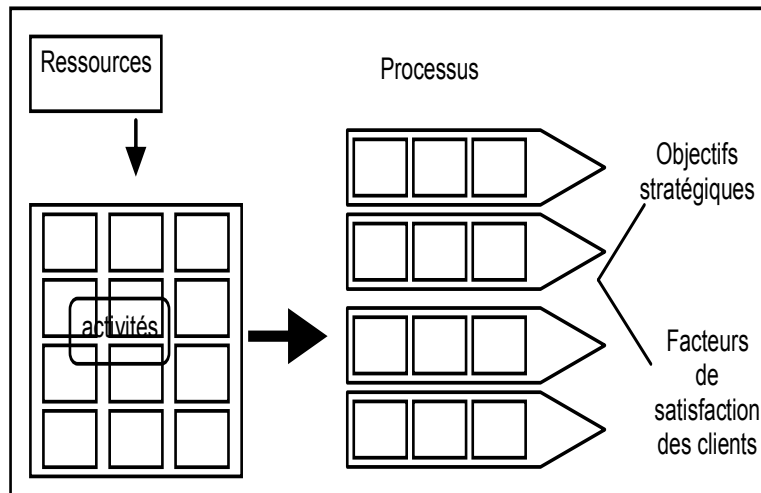 Ressources
Processus
Objectifs
stratégiques
activités
Facteurs
de
satisfaction
des clients